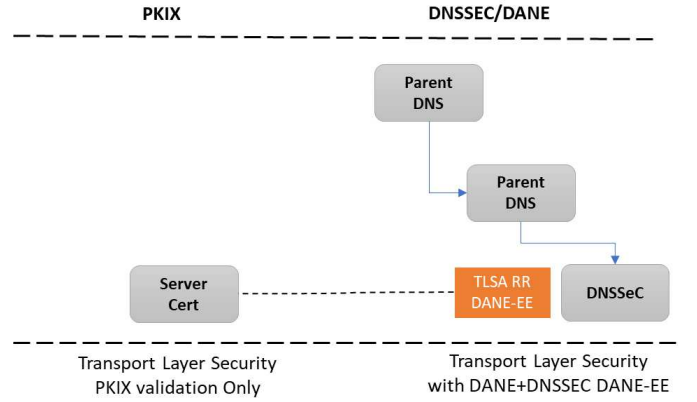 PKIX
DNSSEC/DANE
Parent
DNS
Parent
DNS
Server
Cert
TLSA RR
DANE-EE
DNSSeC
Transport Layer Security
PKIX validation Only
Transport Layer Security
with DANE+DNSSEC DANE-EE